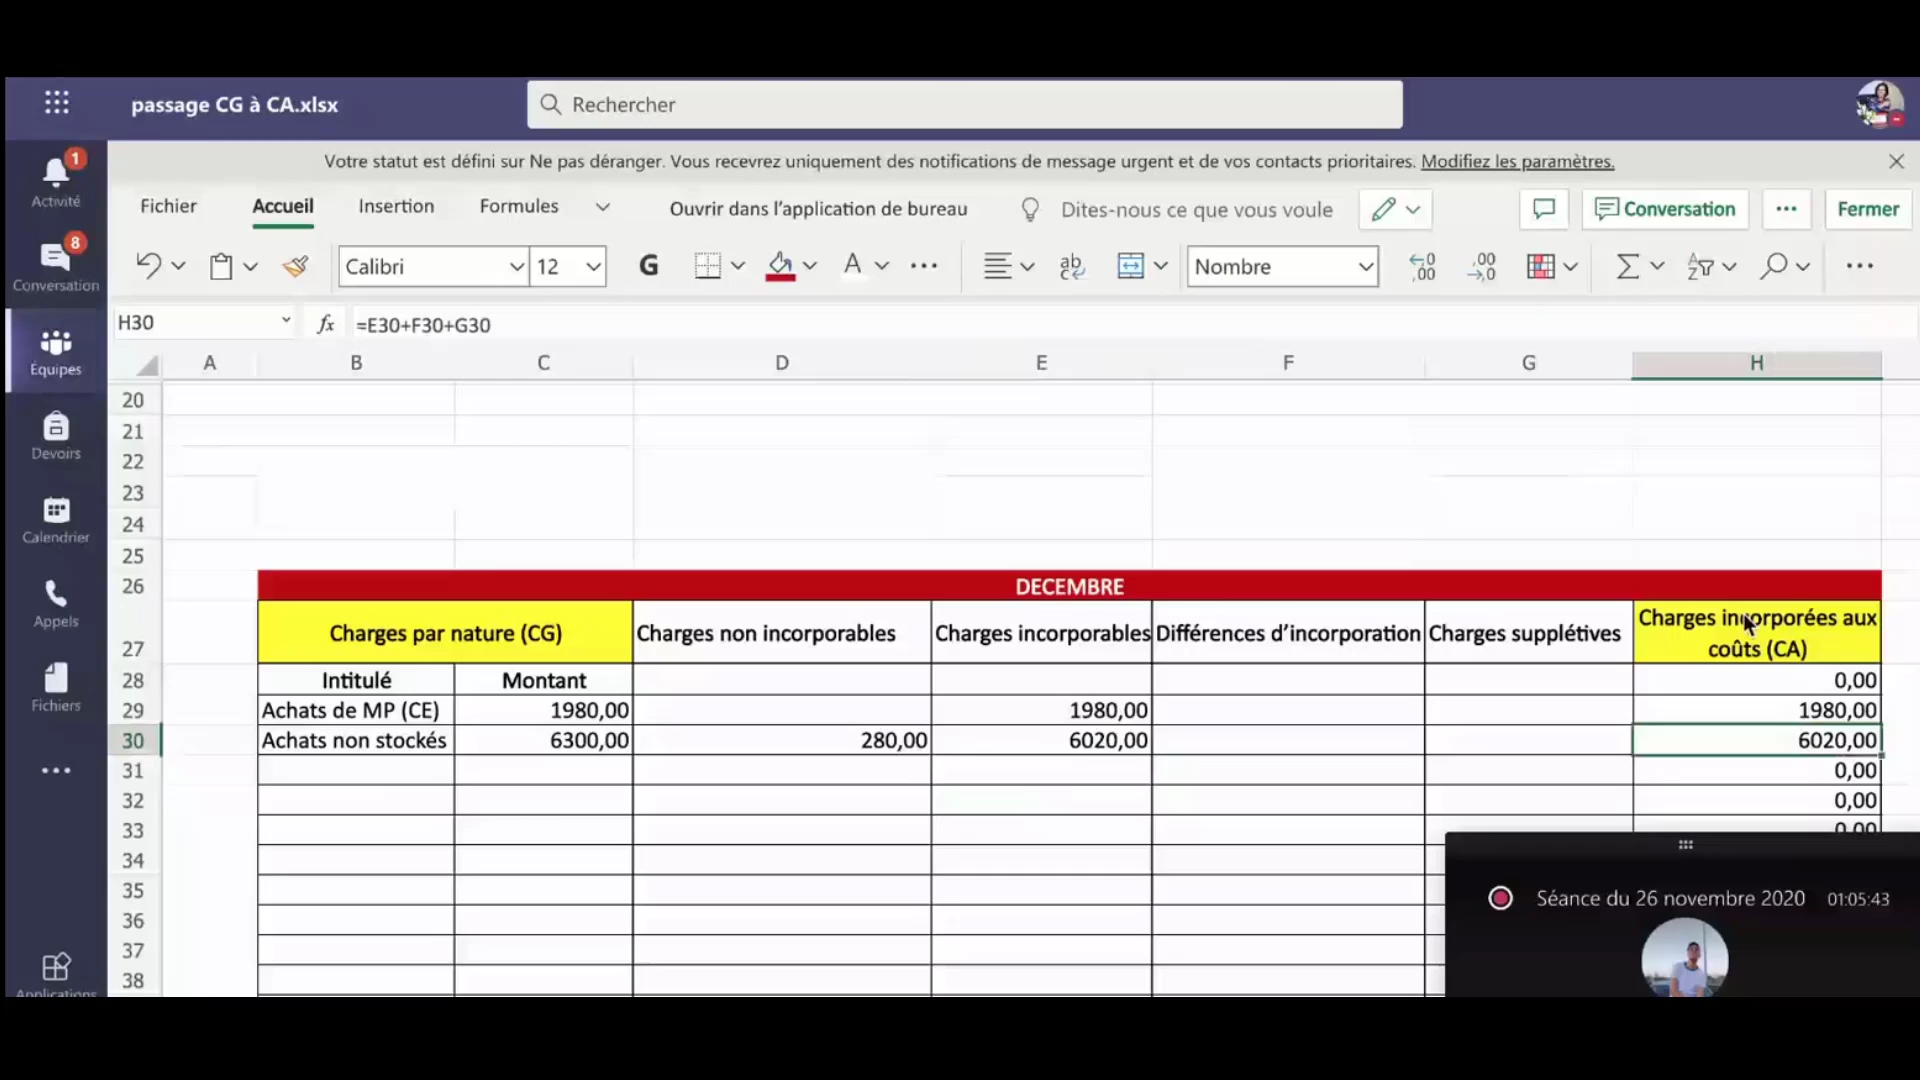 passage CG à CA.xlsx
Rechercher
1
Activité
8
Conversation
Équipes
Devoirs
Calendrier
Appels
Fichiers
Applications
Votre statut est défini sur Ne pas déranger. Vous recevrez uniquement des notifications de message urgent et de vos contacts prioritaires. Modifiez les paramètres.
Fichier Accueil Insertion Formules Ouvrir dans l'application de bureau Dites-nous ce que vous voule Conversation Fermer
Calibri 12 G A ab Nombre
H30 fx =E30+F30+G30
A B C D E F G H
20
21
22
23
24
25
26 DECEMBRE
27 Charges par nature (CG) Charges non incorporables Charges incorporables Différences d'incorporation Charges supplétives Charges incorporées aux
coûts (CA)
28 Intitulé Montant 0,00
29 Achats de MP (CE) 1980,00 1980,00 1980,00
30 Achats non stockés 6300,00 280,00 6020,00 6020,00
31 0,00
32 0,00
33 0,00
34
35
36
37
38
Séance du 26 novembre 2020 01:05:43